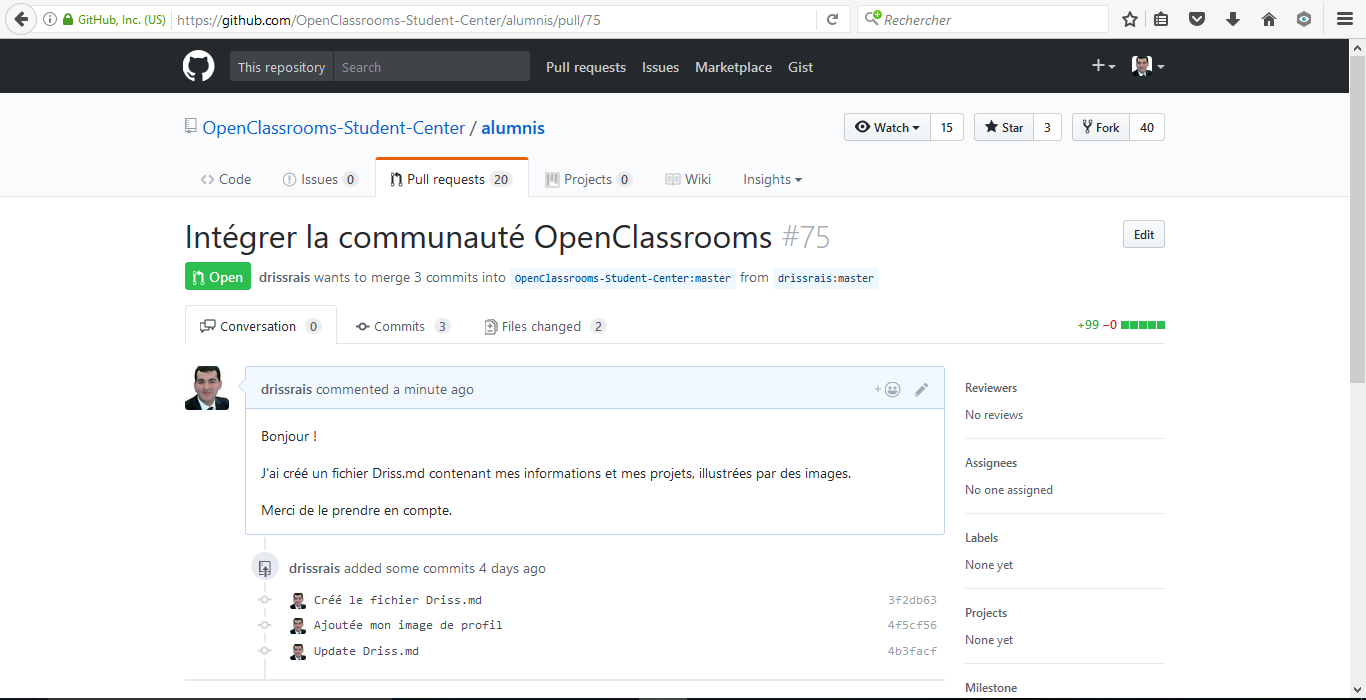 GitHub, Inc. (US) https://github.com/OpenClassrooms-Student-Center/alumnis/pull/75 Rechercher
This repository Search Pull requests Issues Marketplace Gist
OpenClassrooms-Student-Center / alumnis Watch 15 Star 3 Fork 40
Code Issues 0 Pull requests 20 Projects 0 Wiki Insights
Intégrer la communauté OpenClassrooms #75 Edit
Open drissrais wants to merge 3 commits into OpenClassrooms-Student-Center:master from drissrais:master
Conversation 0 Commits 3 Files changed 2 +99 −0
drissrais commented a minute ago
Bonjour !
J'ai créé un fichier Driss.md contenant mes informations et mes projets, illustrées par des images.
Merci de le prendre en compte.
drissrais added some commits 4 days ago
Créé le fichier Driss.md 3f2db63
Ajoutée mon image de profil 4f5cf56
Update Driss.md 4b3facf
Reviewers
No reviews
Assignees
No one assigned
Labels
None yet
Projects
None yet
Milestone